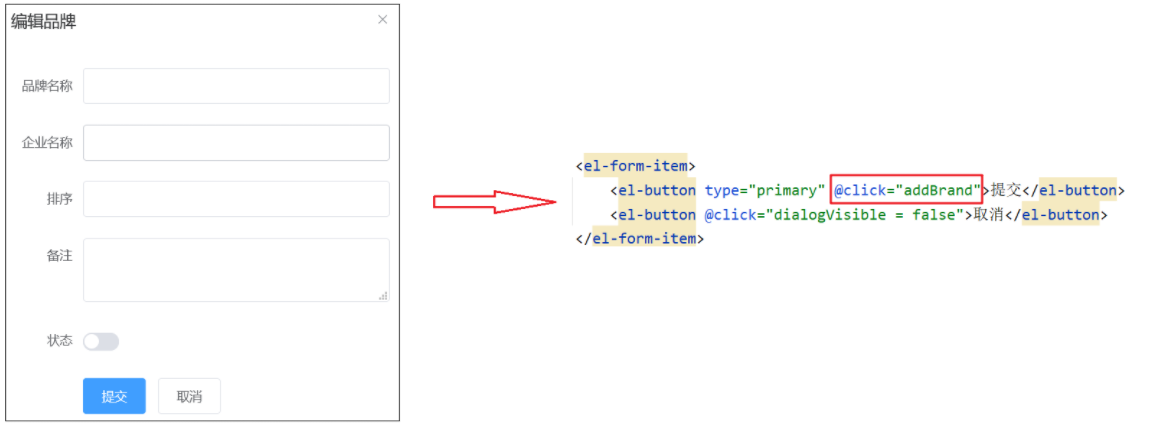 编辑品牌
品牌名称
企业名称
排序
备注
状态
提交 取消
<el-form-item>
<el-button type="primary" @click="addBrand">提交</el-button>
<el-button @click="dialogVisible = false">取消</el-button>
</el-form-item>